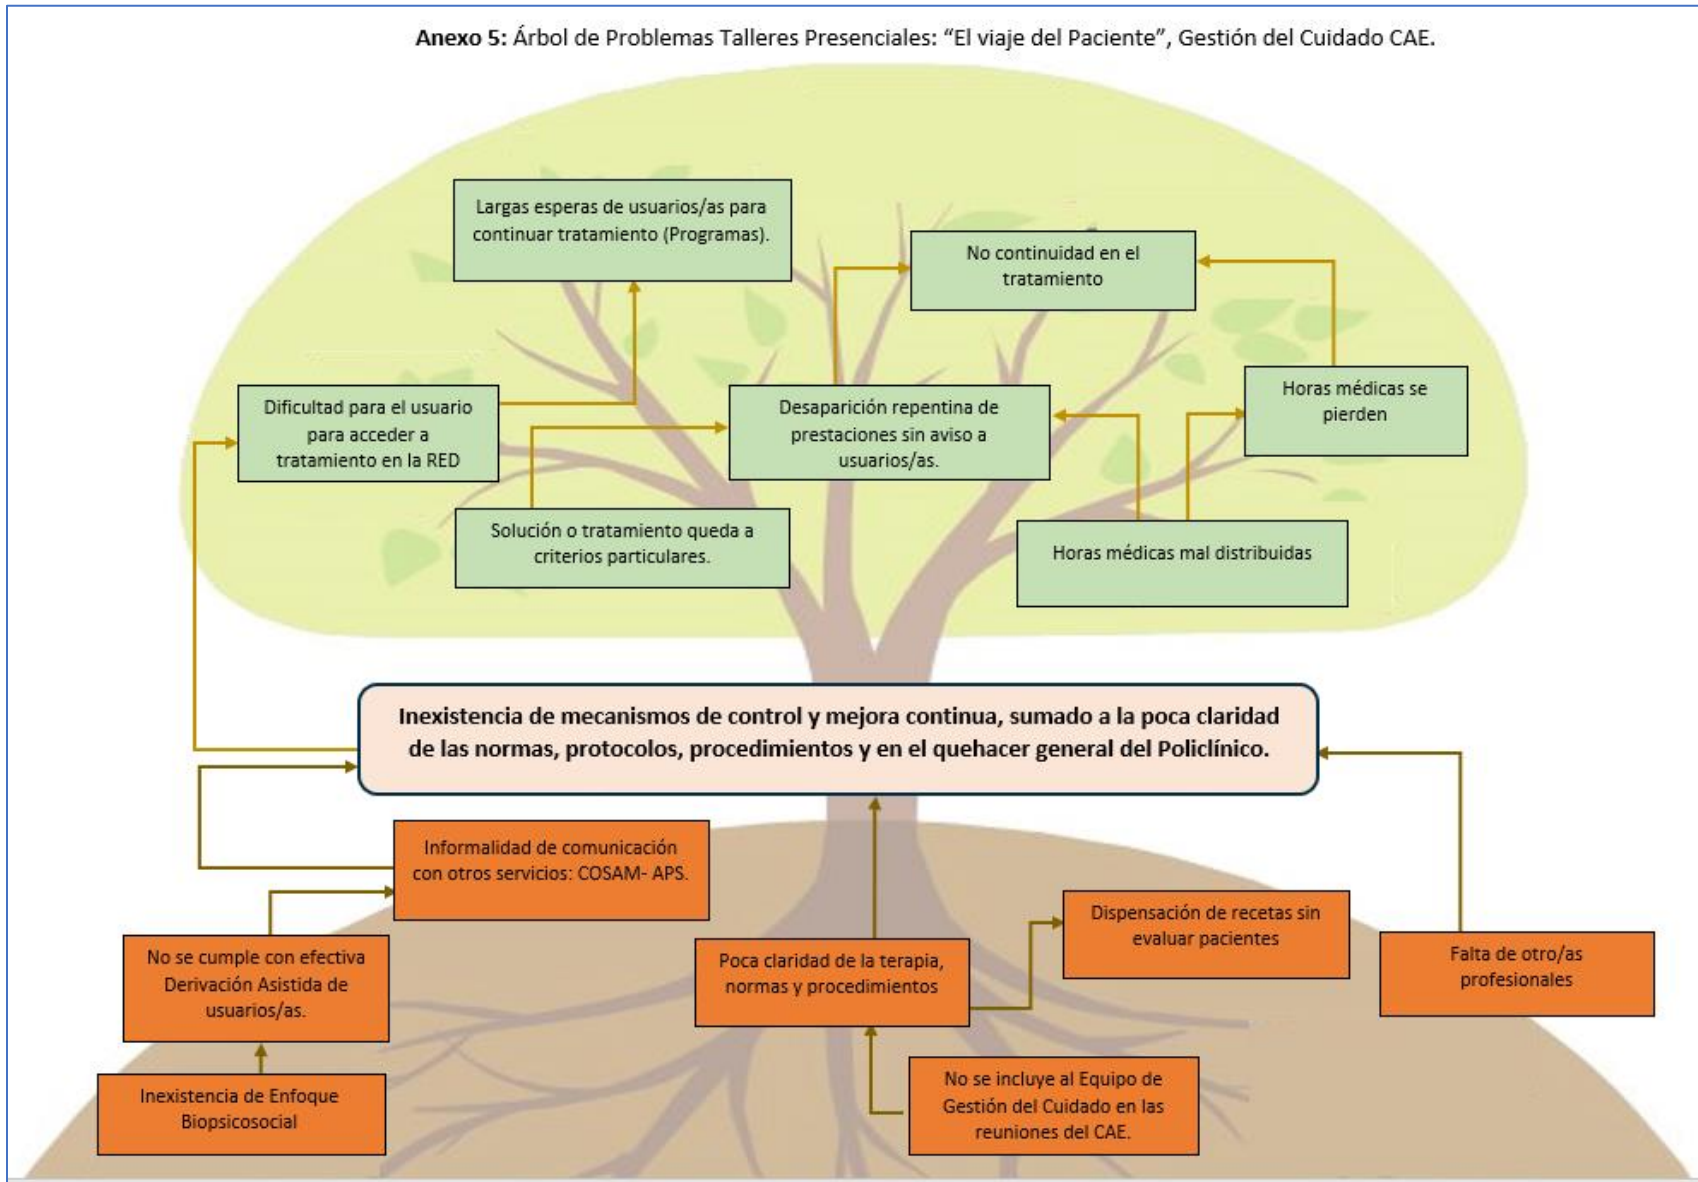 Anexo 5: Árbol de Problemas Talleres Presenciales: “El viaje del Paciente”, Gestión del Cuidado CAE.
Largas esperas de usuarios/as para
continuar tratamiento (Programas).
No continuidad en el
tratamiento
Dificultad para el usuario
para acceder a
tratamiento en la RED
Desaparición repentina de
prestaciones sin aviso a
usuarios/as.
Horas médicas se
pierden
Solución o tratamiento queda a
criterios particulares.
Horas médicas mal distribuidas
Inexistencia de mecanismos de control y mejora continua, sumado a la poca claridad
de las normas, protocolos, procedimientos y en el quehacer general del Policlínico.
Informalidad de comunicación
con otros servicios: COSAM- APS.
Dispensación de recetas sin
evaluar pacientes
No se cumple con efectiva
Derivación Asistida de
usuarios/as.
Poca claridad de la terapia,
normas y procedimientos
Falta de otro/as
profesionales
Inexistencia de Enfoque
Biopsicosocial
No se incluye al Equipo de
Gestión del Cuidado en las
reuniones del CAE.